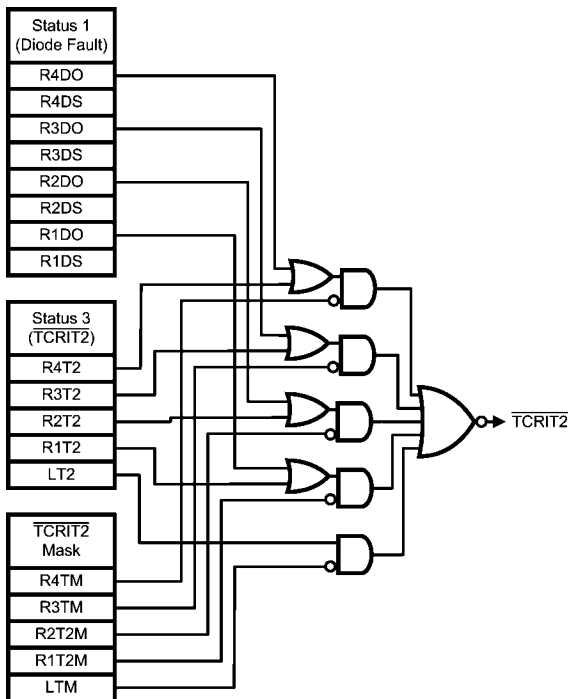 Status 1
(Diode Fault)
R4DO
R4DS
R3DO
R3DS
R2DO
R2DS
R1DO
R1DS
Status 3
(TCRIT2)
R4T2
R3T2
R2T2
R1T2
LT2
TCRIT2
Mask
R4TM
R3TM
R2T2M
R1T2M
LTM
TCRIT2